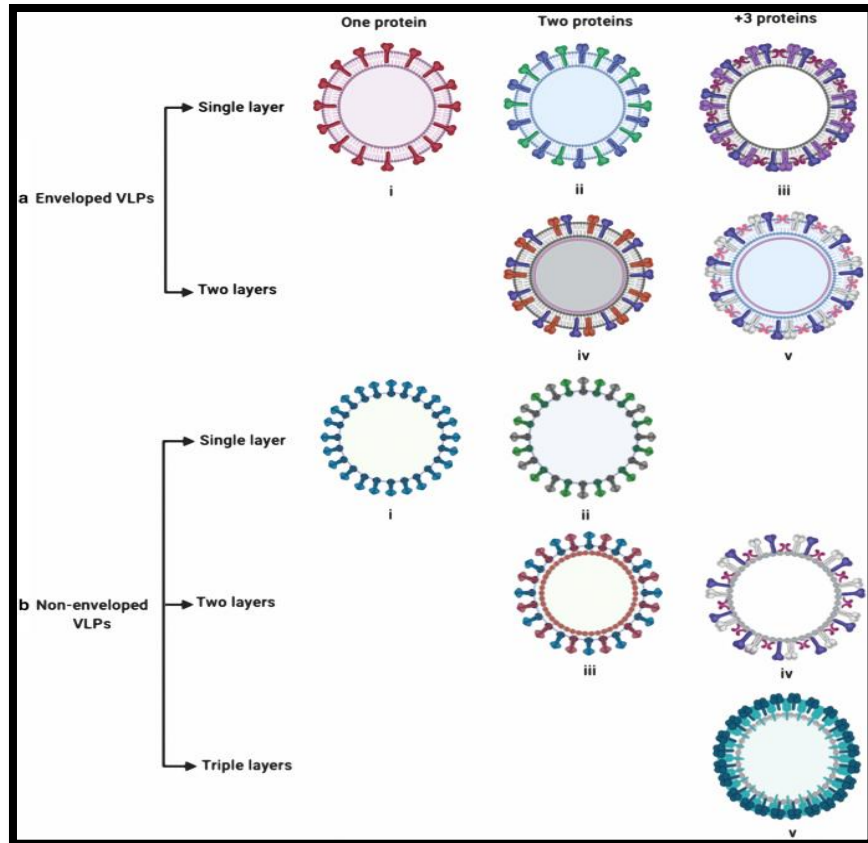 One protein Two proteins +3 proteins
Single layer
i ii iii
a Enveloped VLPs
Two layers
iv v
Single layer
i ii
b Non-enveloped
VLPs
Two layers
iii iv
Triple layers
v